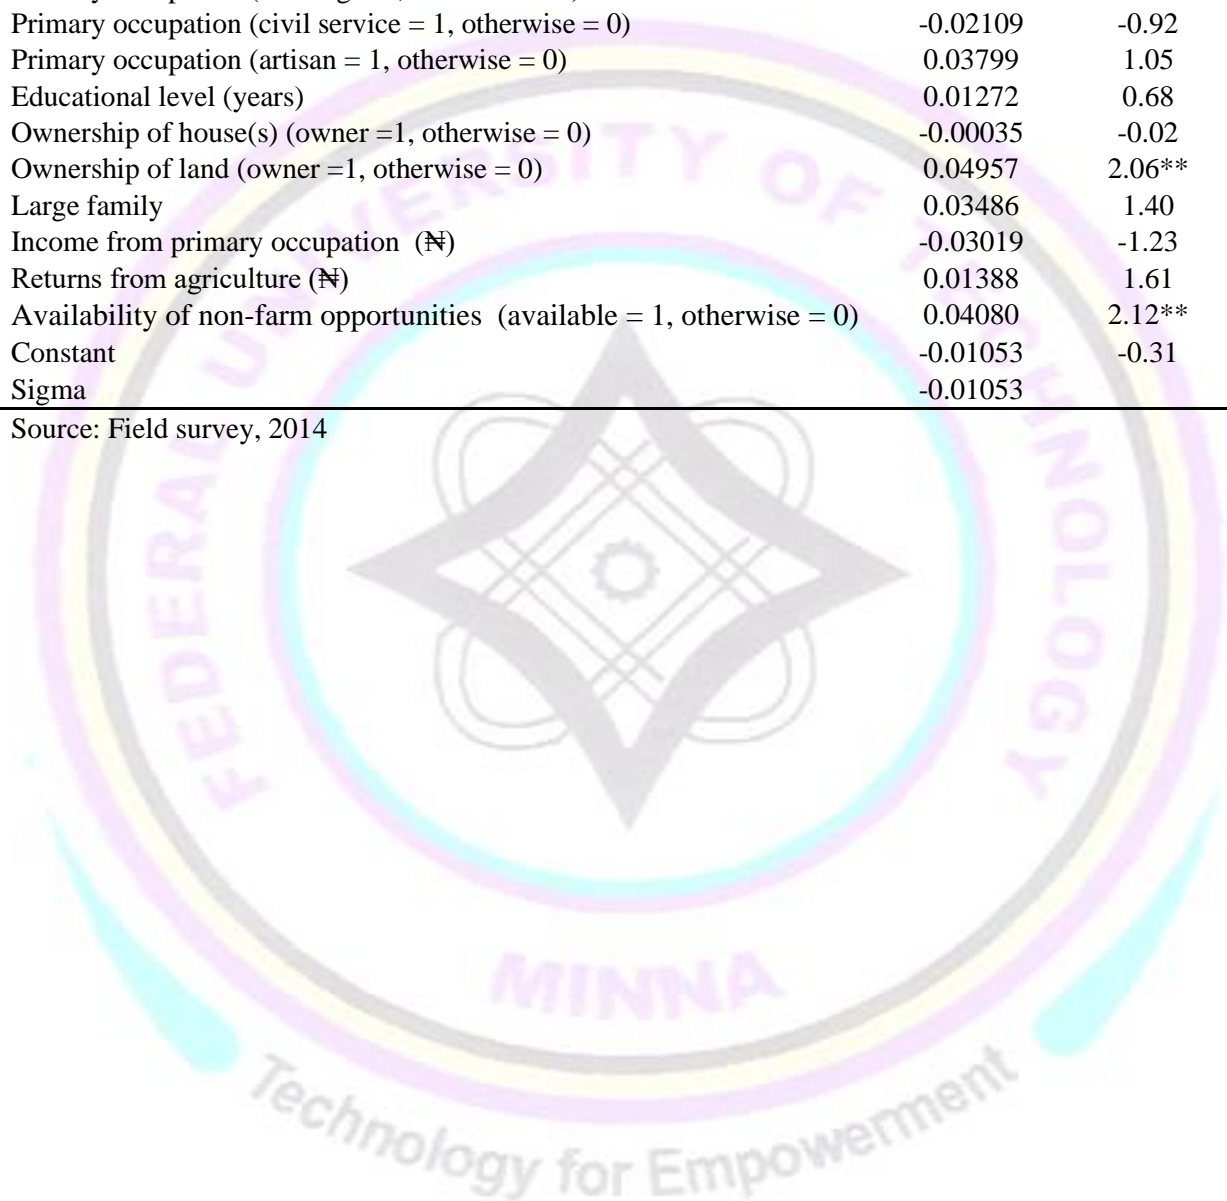 Primary occupation (civil service = 1, otherwise = 0) -0.02109 -0.92
Primary occupation (artisan = 1, otherwise = 0) 0.03799 1.05
Educational level (years) 0.01272 0.68
Ownership of house(s) (owner =1, otherwise = 0) -0.00035 -0.02
Ownership of land (owner =1, otherwise = 0) 0.04957 2.06**
Large family 0.03486 1.40
Income from primary occupation (₦) -0.03019 -1.23
Returns from agriculture (₦) 0.01388 1.61
Availability of non-farm opportunities (available = 1, otherwise = 0) 0.04080 2.12**
Constant -0.01053 -0.31
Sigma -0.01053
Source: Field survey, 2014
FEDERAL UNIVERSITY OF TECHNOLOGY
MINNA
Technology for Empowerment